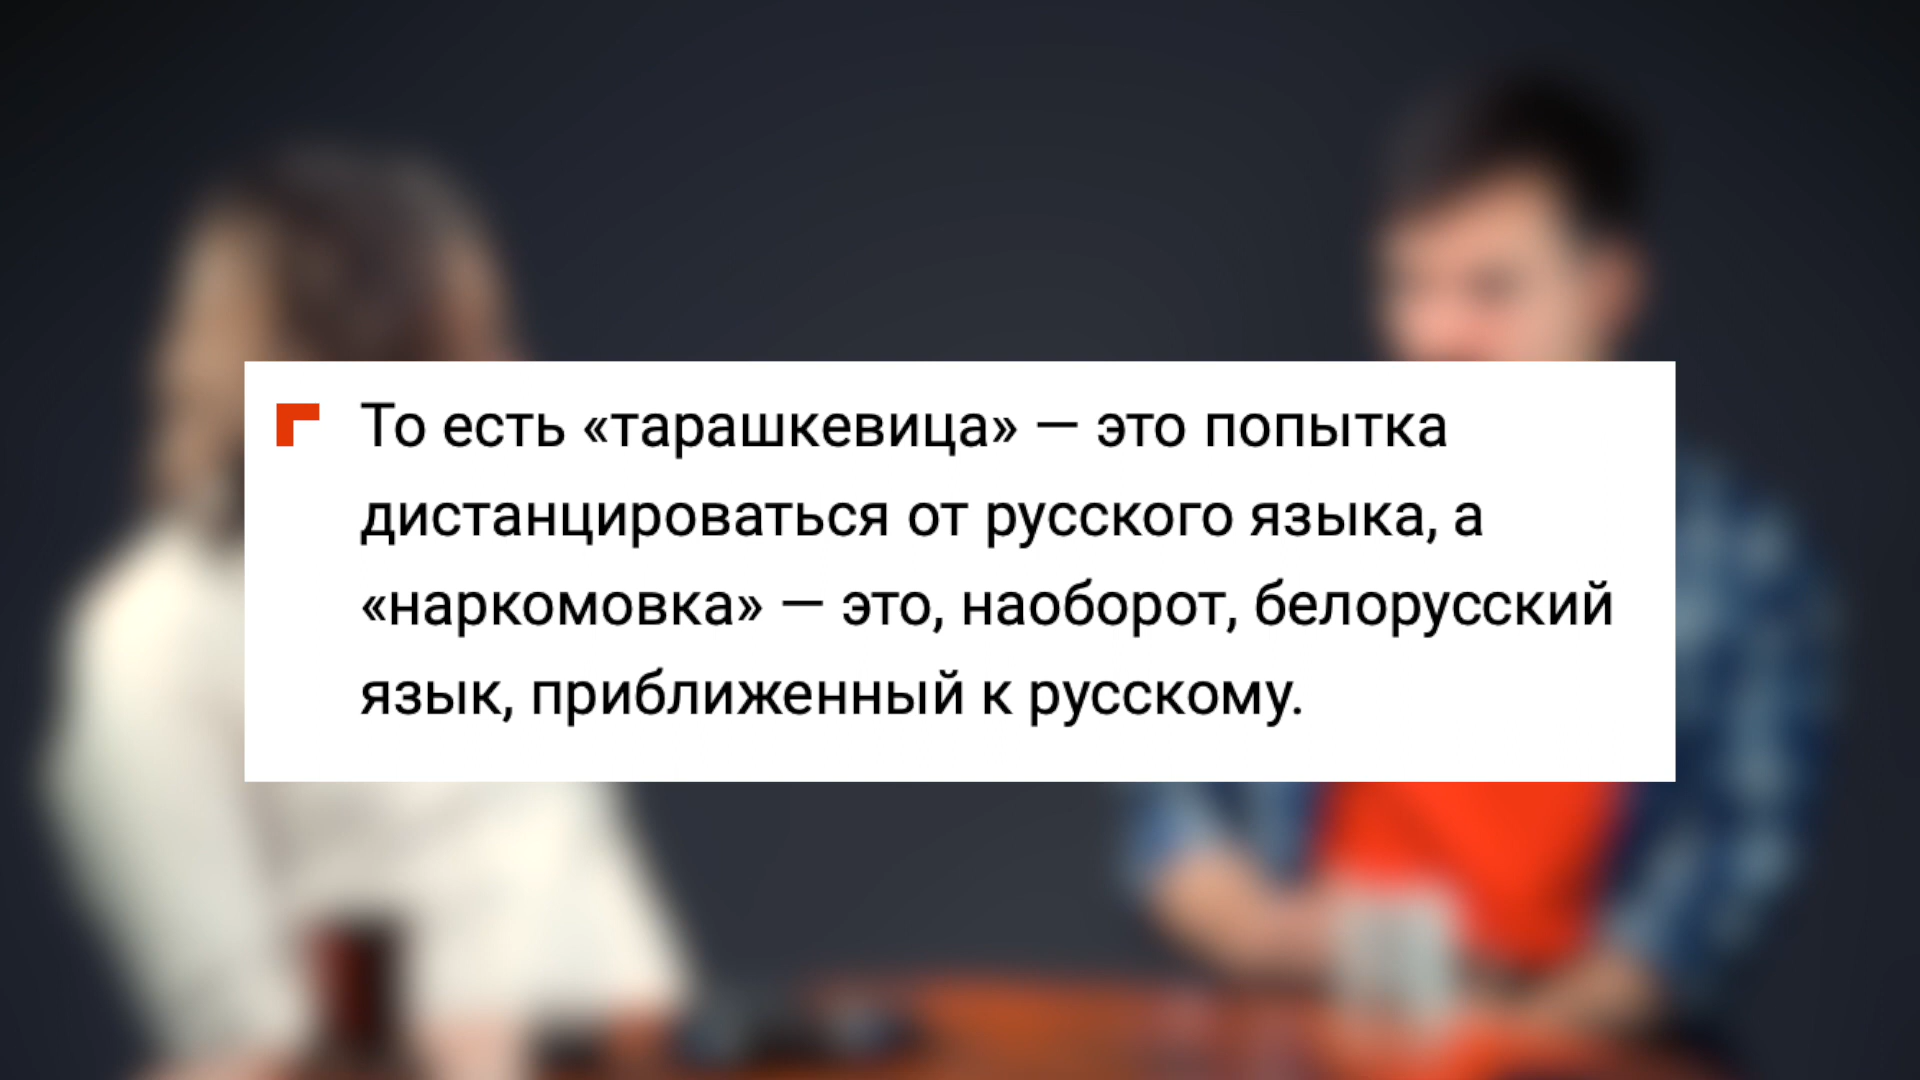 То есть «тарашкевица» — это попытка
дистанцироваться от русского языка, а
«наркомовка» — это, наоборот, белорусский
язык, приближенный к русскому.